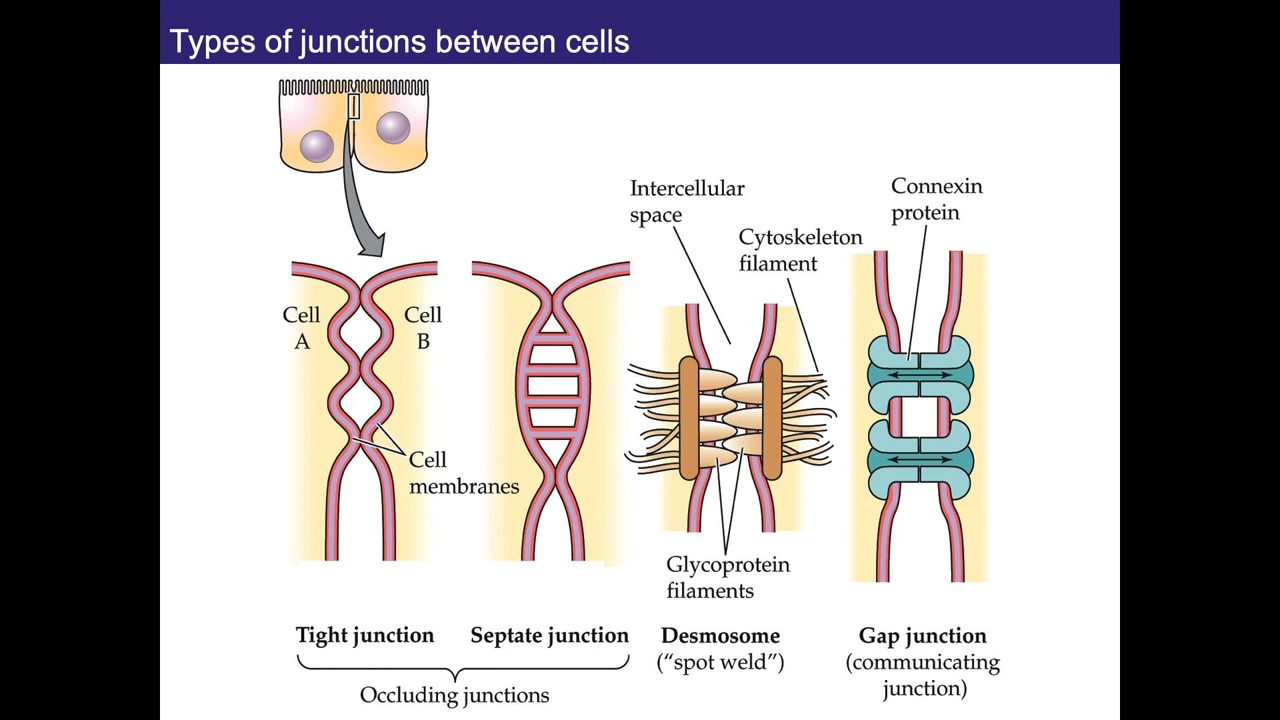 Types of junctions between cells
Intercellular
space
Connexin
protein
Cytoskeleton
filament
Cell
A
Cell
B
Cell
membranes
Glycoprotein
filaments
Tight junction
Septate junction
Desmosome
(“spot weld”)
Gap junction
(communicating
junction)
Occluding junctions